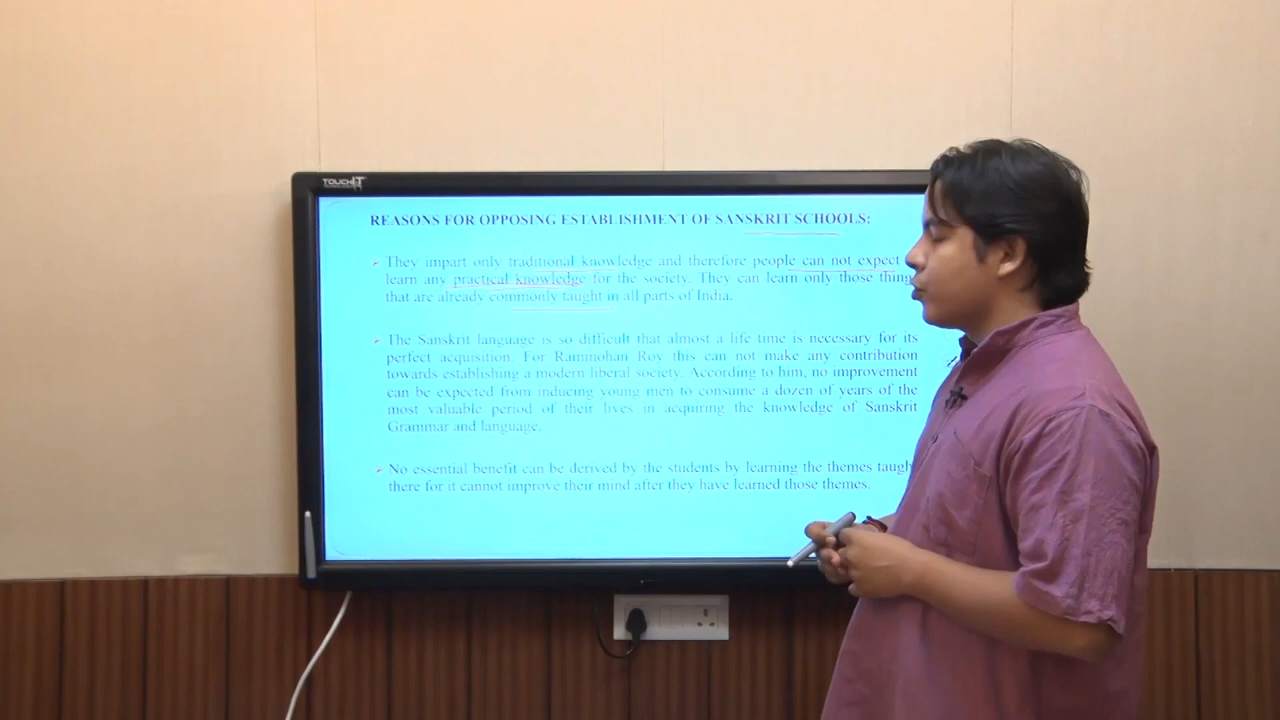 TOUCHIT
REASONS FOR OPPOSING ESTABLISHMENT OF SANSKRIT SCHOOLS:
They impart only traditional knowledge and therefore people can not expect
learn any practical knowledge for the society. They can learn only those thing
that are already commonly taught in all parts of India.
The Sanskrit language is so difficult that almost a life time is necessary for its
perfect acquisition. For Rammohan Roy this can not make any contribution
towards establishing a modern liberal society. According to him, no improvement
can be expected from inducing young men to consume a dozen of years of the
most valuable period of their lives in acquiring the knowledge of Sanskrit
Grammar and language.
No essential benefit can be derived by the students by learning the themes taugh
there for it cannot improve their mind after they have learned those themes.